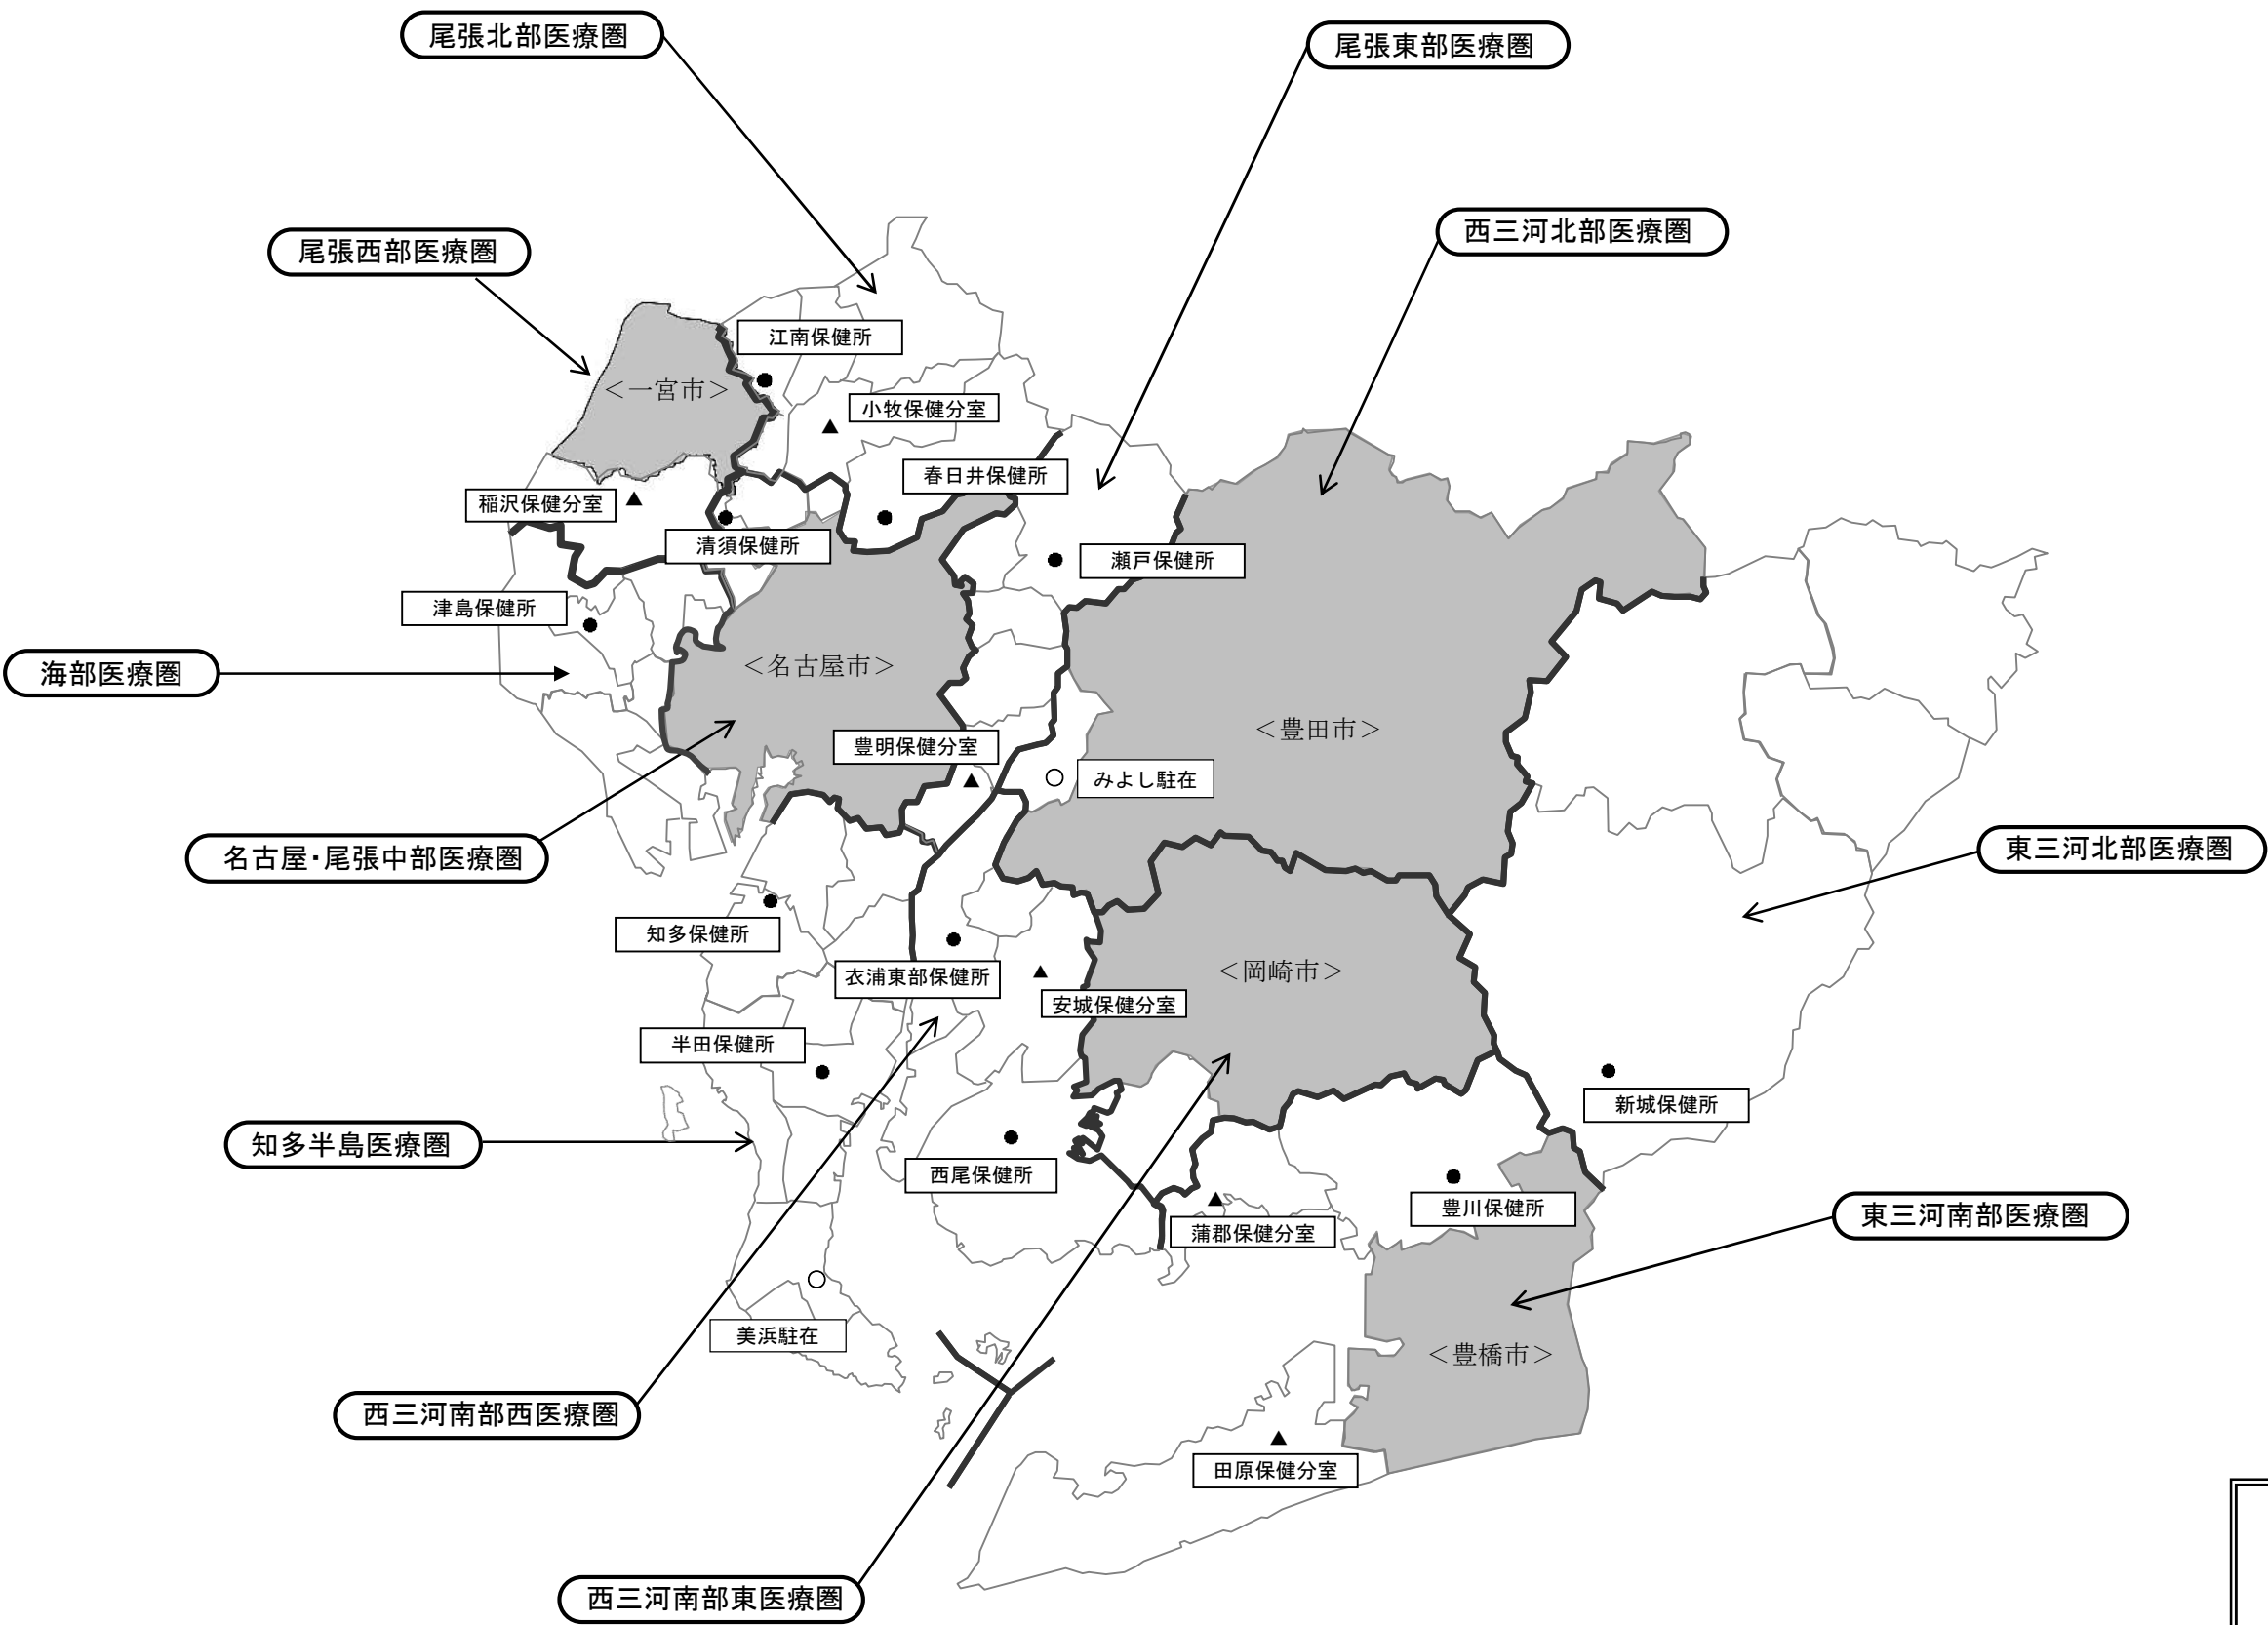 尾張北部医療圏
尾張東部医療圏
西三河北部医療圏
尾張西部医療圏
江南保健所
＜一宮市＞
小牧保健分室
春日井保健所
稲沢保健分室
清須保健所
瀬戸保健所
津島保健所
海部医療圏
＜名古屋市＞
＜豊田市＞
豊明保健分室
みよし駐在
名古屋・尾張中部医療圏
東三河北部医療圏
知多保健所
衣浦東部保健所
＜岡崎市＞
安城保健分室
半田保健所
新城保健所
知多半島医療圏
西尾保健所
豊川保健所
蒲郡保健分室
東三河南部医療圏
美浜駐在
＜豊橋市＞
西三河南部西医療圏
田原保健分室
西三河南部東医療圏